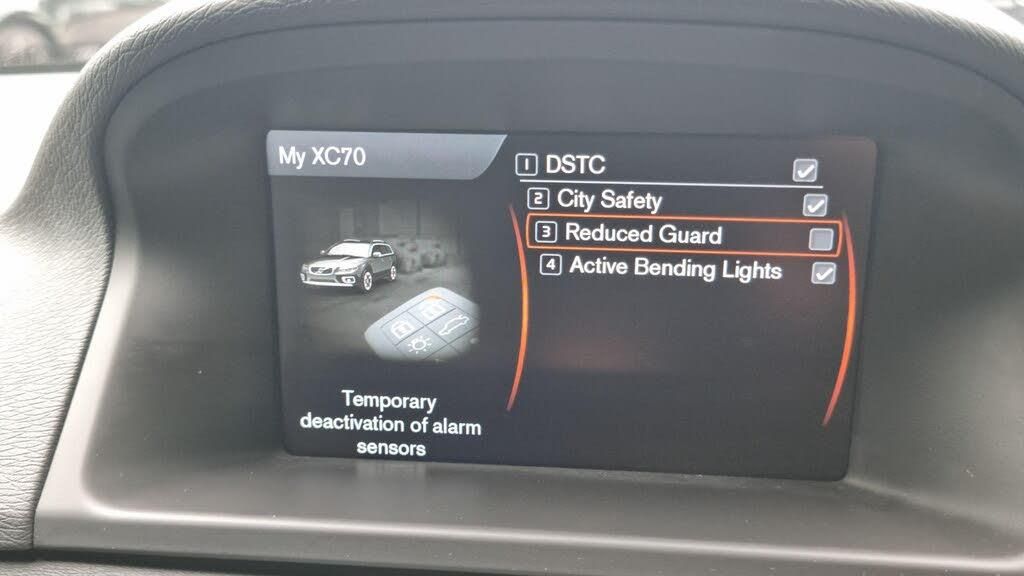 My XC70
1 DSTC
2 City Safety
3 Reduced Guard
4 Active Bending Lights
Temporary
deactivation of alarm
sensors